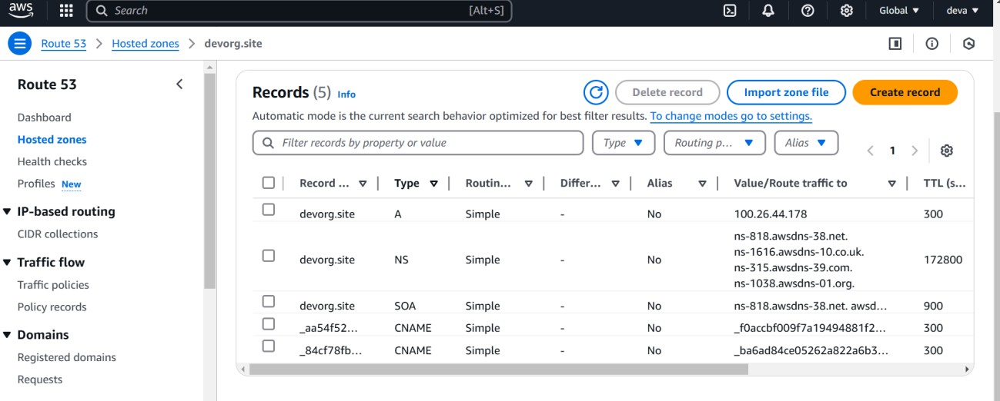 aws
Search [Alt+S] Global deva
Route 53 Hosted zones devorg.site
Route 53
Dashboard
Hosted zones
Health checks
Profiles New
IP-based routing
CIDR collections
Traffic flow
Traffic policies
Policy records
Domains
Registered domains
Requests
Records (5) Info
Delete record Import zone file Create record
Automatic mode is the current search behavior optimized for best filter results. To change modes go to settings.
Filter records by property or value Type Routing p... Alias 1
Record ... Type Routin... Differ... Alias Value/Route traffic to TTL (s...
devorg.site A Simple - No 100.26.44.178 300
devorg.site NS Simple - No ns-818.awsdns-38.net. 172800
ns-1616.awsdns-10.co.uk.
ns-315.awsdns-39.com.
ns-1038.awsdns-01.org.
devorg.site SOA Simple - No ns-818.awsdns-38.net. awsd... 900
_aa54f52... CNAME Simple - No _f0accbf009f7a19494881f2... 300
_84cf78fb... CNAME Simple - No _ba6ad84ce05262a822a6b3... 300